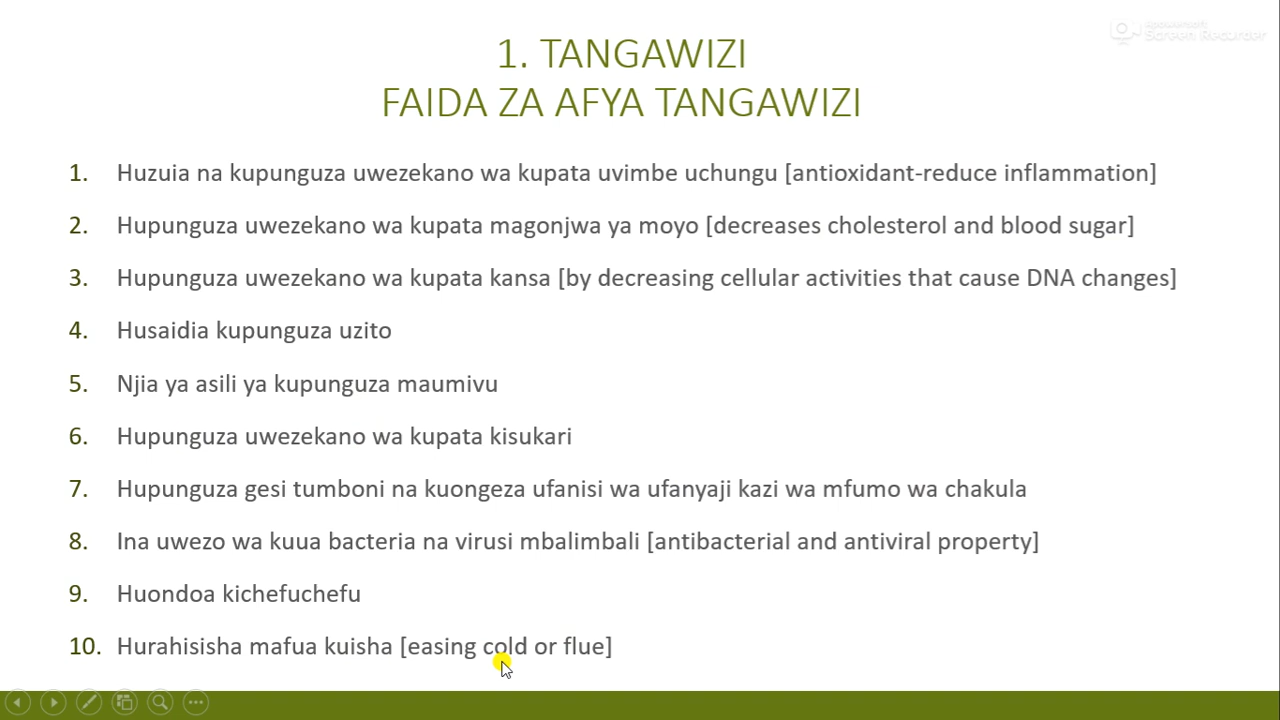 Apowersoft
Screen Recorder
1. TANGAWIZI
FAIDA ZA AFYA TANGAWIZI
1. Huzuia na kupunguza uwezekano wa kupata uvimbe uchungu [antioxidant-reduce inflammation]
2. Hupunguza uwezekano wa kupata magonjwa ya moyo [decreases cholesterol and blood sugar]
3. Hupunguza uwezekano wa kupata kansa [by decreasing cellular activities that cause DNA changes]
4. Husaidia kupunguza uzito
5. Njia ya asili ya kupunguza maumivu
6. Hupunguza uwezekano wa kupata kisukari
7. Hupunguza gesi tumboni na kuongeza ufanisi wa ufanyaji kazi wa mfumo wa chakula
8. Ina uwezo wa kuua bacteria na virusi mbalimbali [antibacterial and antiviral property]
9. Huondoa kichefuchefu
10. Hurahisisha mafua kuisha [easing cold or flue]